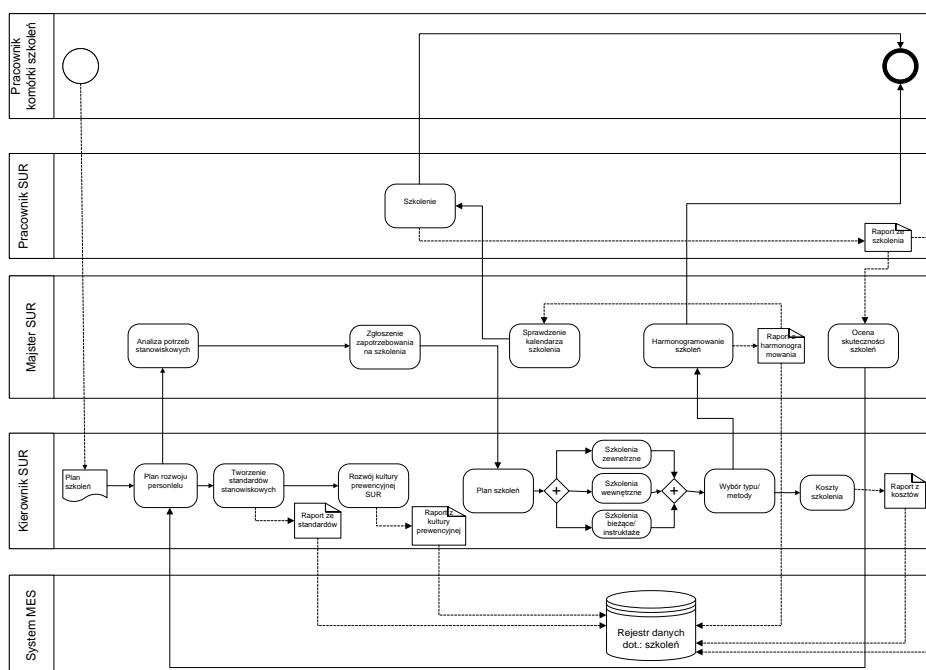 Pracownik
komórki szkoleń
Pracownik SUR
Szkolenie
Raport ze
szkolenia
Majster SUR
Analiza potrzeb
stanowiskowych
Zgłoszenie
zapotrzebowania
na szkolenia
Sprawdzenie
kalendarza
szkolenia
Harmonogramowanie
szkoleń
Raport z
harmonogra
mowania
Ocena
skuteczności
szkoleń
Kierownik SUR
Plan
szkoleń
Plan rozwoju
personlelu
Tworzenie
standardów
stanowiskowych
Raport ze
standardów
Rozwój kultury
prewencyjnej
SUR
Raport z
kultury
prewencyjnej
Plan szkoleń
Szkolenia
zewnętrzne
Szkolenia
wewnętrzne
Szkolenia
bieżące/
instruktaże
Wybór typu/
metody
Koszty
szkolenia
Raport z
kosztów
System MES
Rejestr danych
dot.: szkoleń